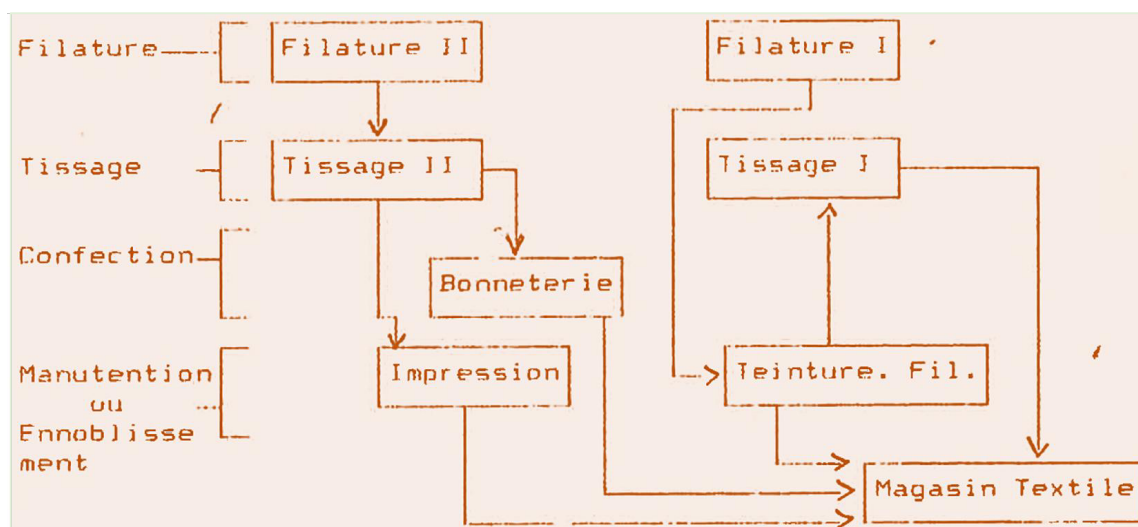 Filature
Filature II
Filature I
Tissage
Tissage II
Tissage I
Confection
Bonneterie
Manutention
ou
Ennoblisse
ment
Impression
Teinture. Fil.
Magasin Textile